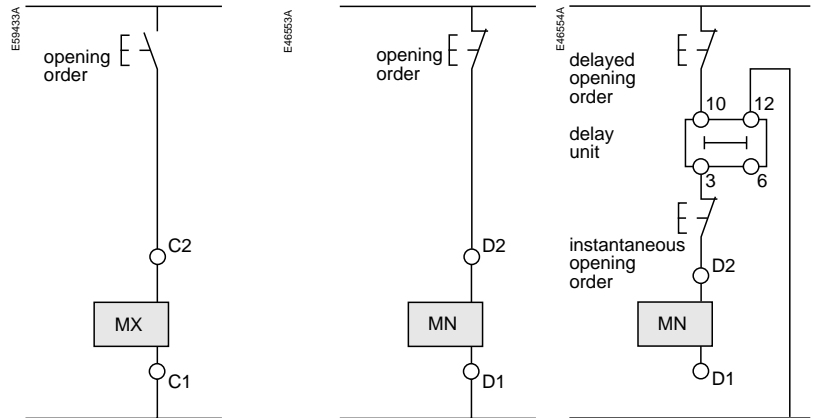 E59433A
opening
order
C2
MX
C1
E46553A
opening
order
D2
MN
D1
E46554A
delayed
opening
order
10
12
delay
unit
3
6
instantaneous
opening
order
D2
MN
D1